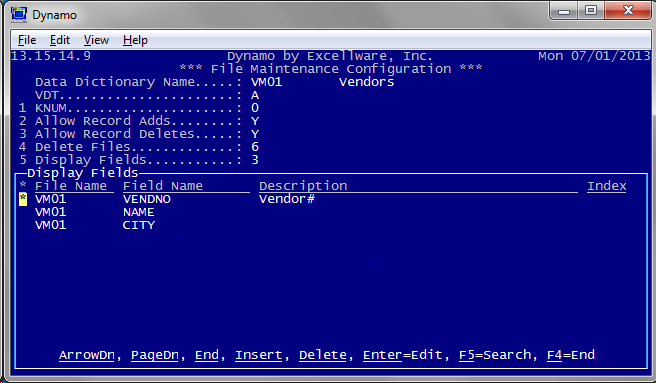 Dynamo
File Edit View Help
13.15.14.9 Dynamo by Excellware, Inc. Mon 07/01/2013
*** File Maintenance Configuration ***
Data Dictionary Name.....: VM01 Vendors
VDT......................: A
1 KNUM.....................: 0
2 Allow Record Adds........: Y
3 Allow Record Deletes.....: Y
4 Delete Files.............: 6
5 Display Fields...........: 3
Display Fields
* File Name Field Name Description Index
* VM01 VENDNO Vendor#
VM01 NAME
VM01 CITY
ArrowDn, PageDn, End, Insert, Delete, Enter=Edit, F5=Search, F4=End